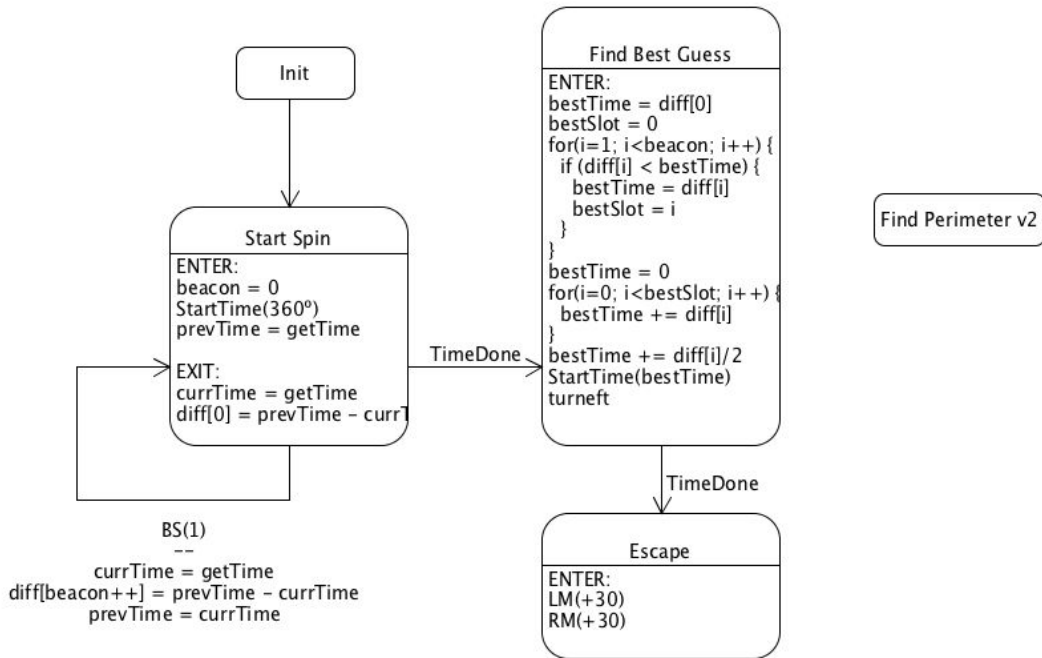 Init
Start Spin
ENTER:
beacon = 0
StartTime(360º)
prevTime = getTime
EXIT:
currTime = getTime
diff[0] = prevTime – currT
BS(1)
--
currTime = getTime
diff[beacon++] = prevTime – currTime
prevTime = currTime
TimeDone
Find Best Guess
ENTER:
bestTime = diff[0]
bestSlot = 0
for(i=1; i<beacon; i++) {
if (diff[i] < bestTime) {
bestTime = diff[i]
bestSlot = i
}
}
bestTime = 0
for(i=0; i<bestSlot; i++) {
bestTime += diff[i]
}
bestTime += diff[i]/2
StartTime(bestTime)
turneft
TimeDone
Escape
ENTER:
LM(+30)
RM(+30)
Find Perimeter v2